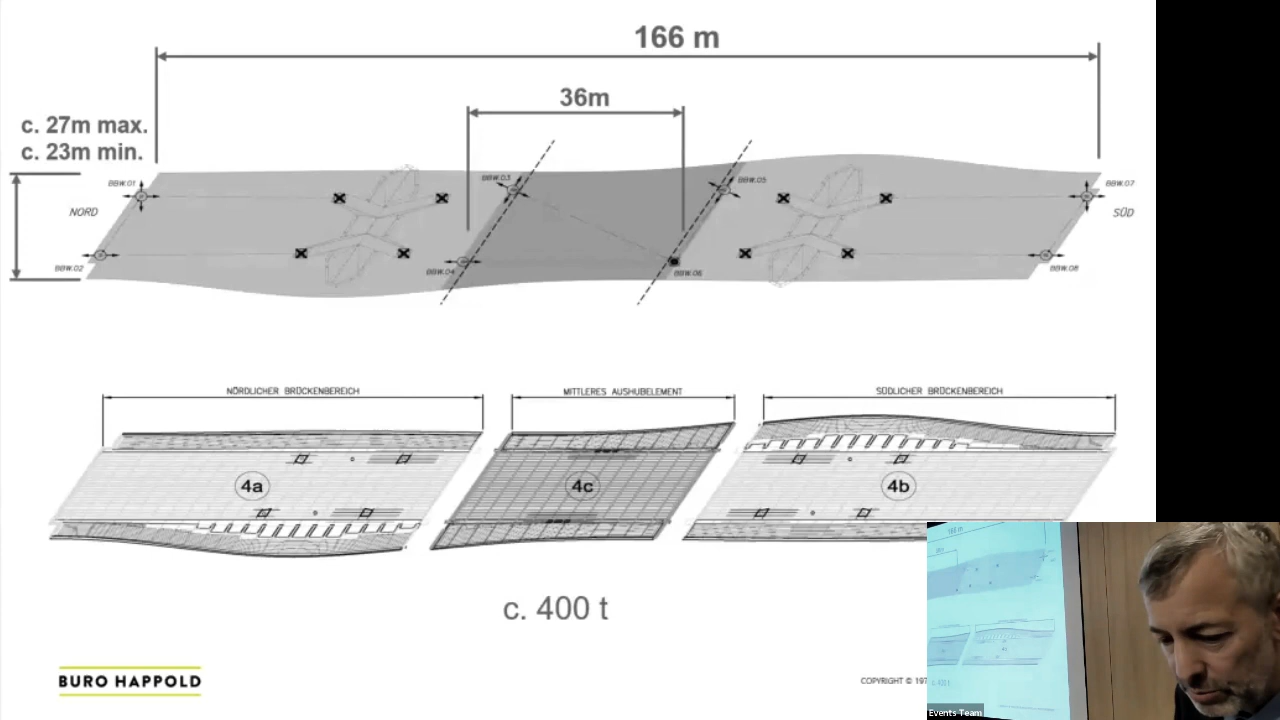 166 m
36m
c. 27m max.
c. 23m min.
BBW.01
BBW.03
BBW.05
BBW.07
NORD
SÜD
BBW.02
BBW.04
BBW.06
BBW.08
NÖRDLICHER BRÜCKENBEREICH
MITTLERES AUSHUBELEMENT
SÜDLICHER BRÜCKENBEREICH
4a
4c
4b
c. 400 t
BURO HAPPOLD
COPYRIGHT © 197
Events Team